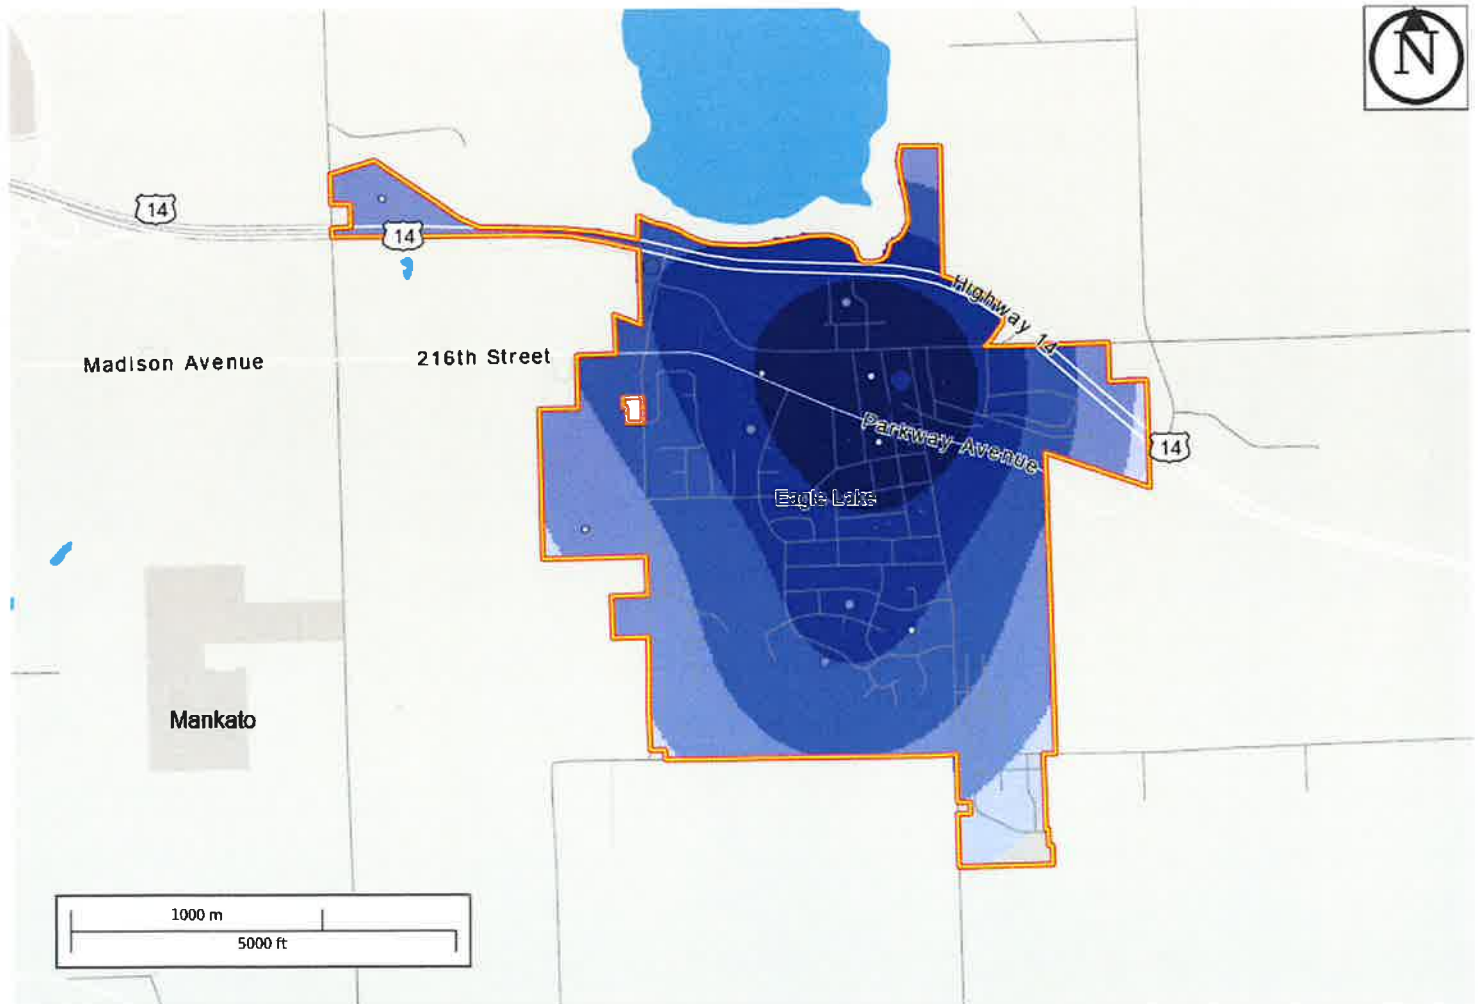 N
14
14
Highway 14
Madison Avenue
216th Street
Parkway Avenue
14
Eagle Lake
Mankato
1000 m
5000 ft